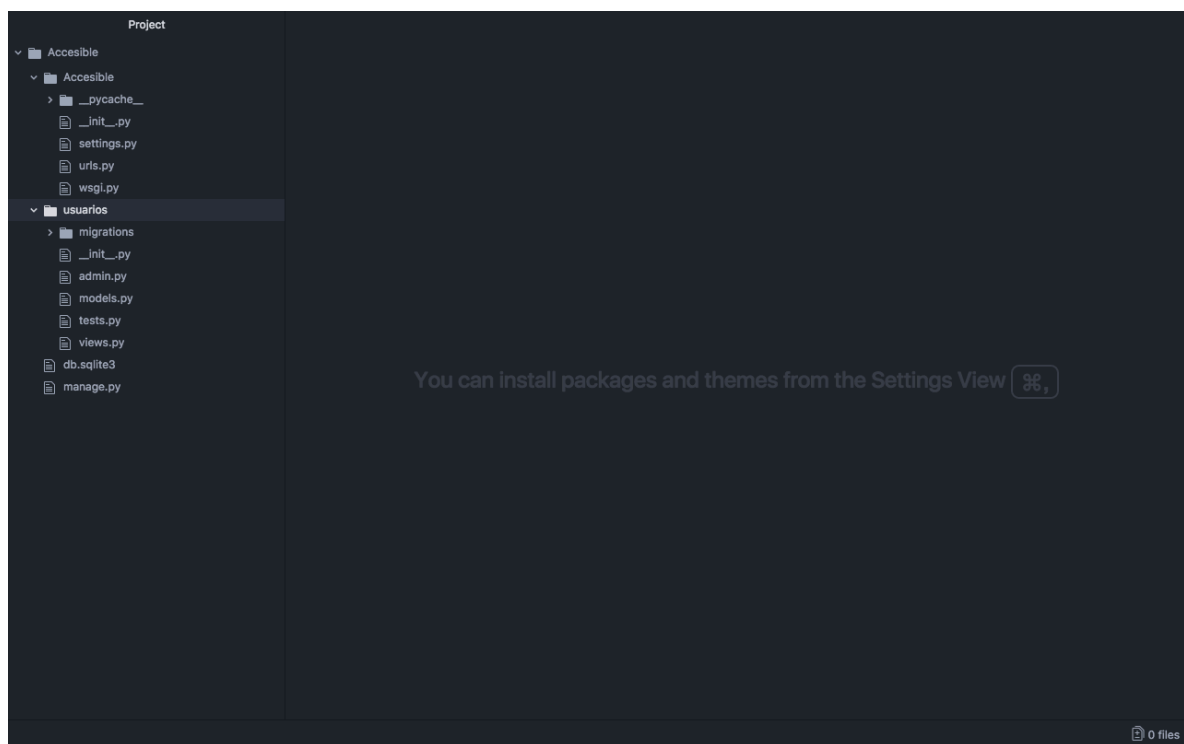 Project
Accesible
Accesible
__pycache__
__init__.py
settings.py
urls.py
wsgi.py
usuarios
migrations
__init__.py
admin.py
models.py
tests.py
views.py
db.sqlite3
manage.py
You can install packages and themes from the Settings View ⌘,
0 files